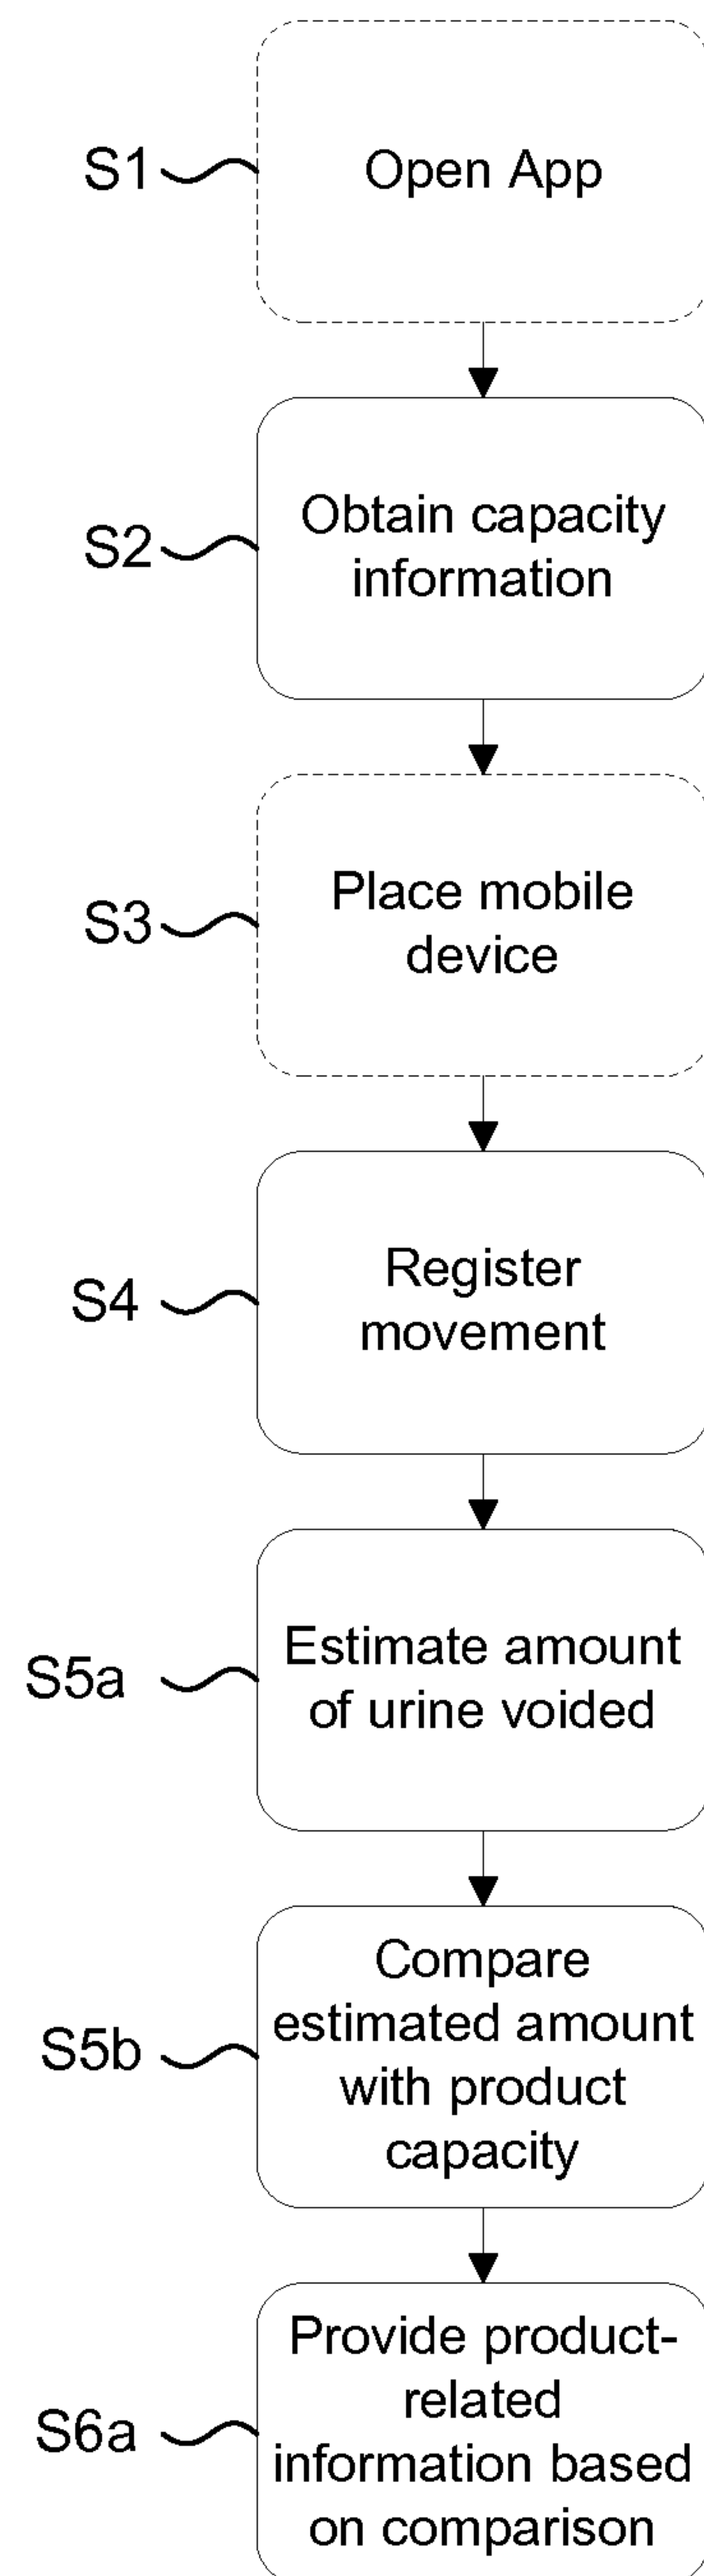 S1
Open App
S2
Obtain capacity
information
S3
Place mobile
device
S4
Register
movement
S5a
Estimate amount
of urine voided
S5b
Compare
estimated amount
with product
capacity
S6a
Provide product-
related
information based
on comparison